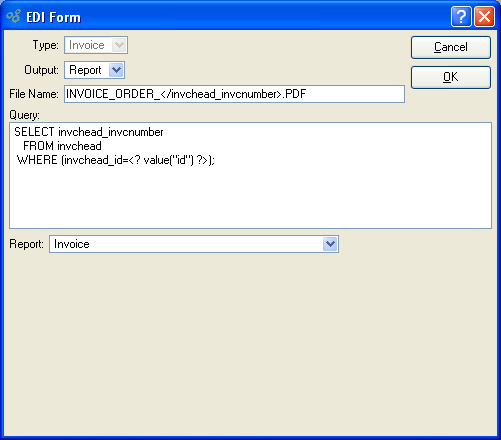 EDI Form
Type: Invoice
Cancel
Output: Report
OK
File Name: INVOICE_ORDER_</invchead_invcnumber>.PDF
Query:
SELECT invchead_invcnumber
FROM invchead
WHERE (invchead_id=<? value("id") ?>);
Report: Invoice